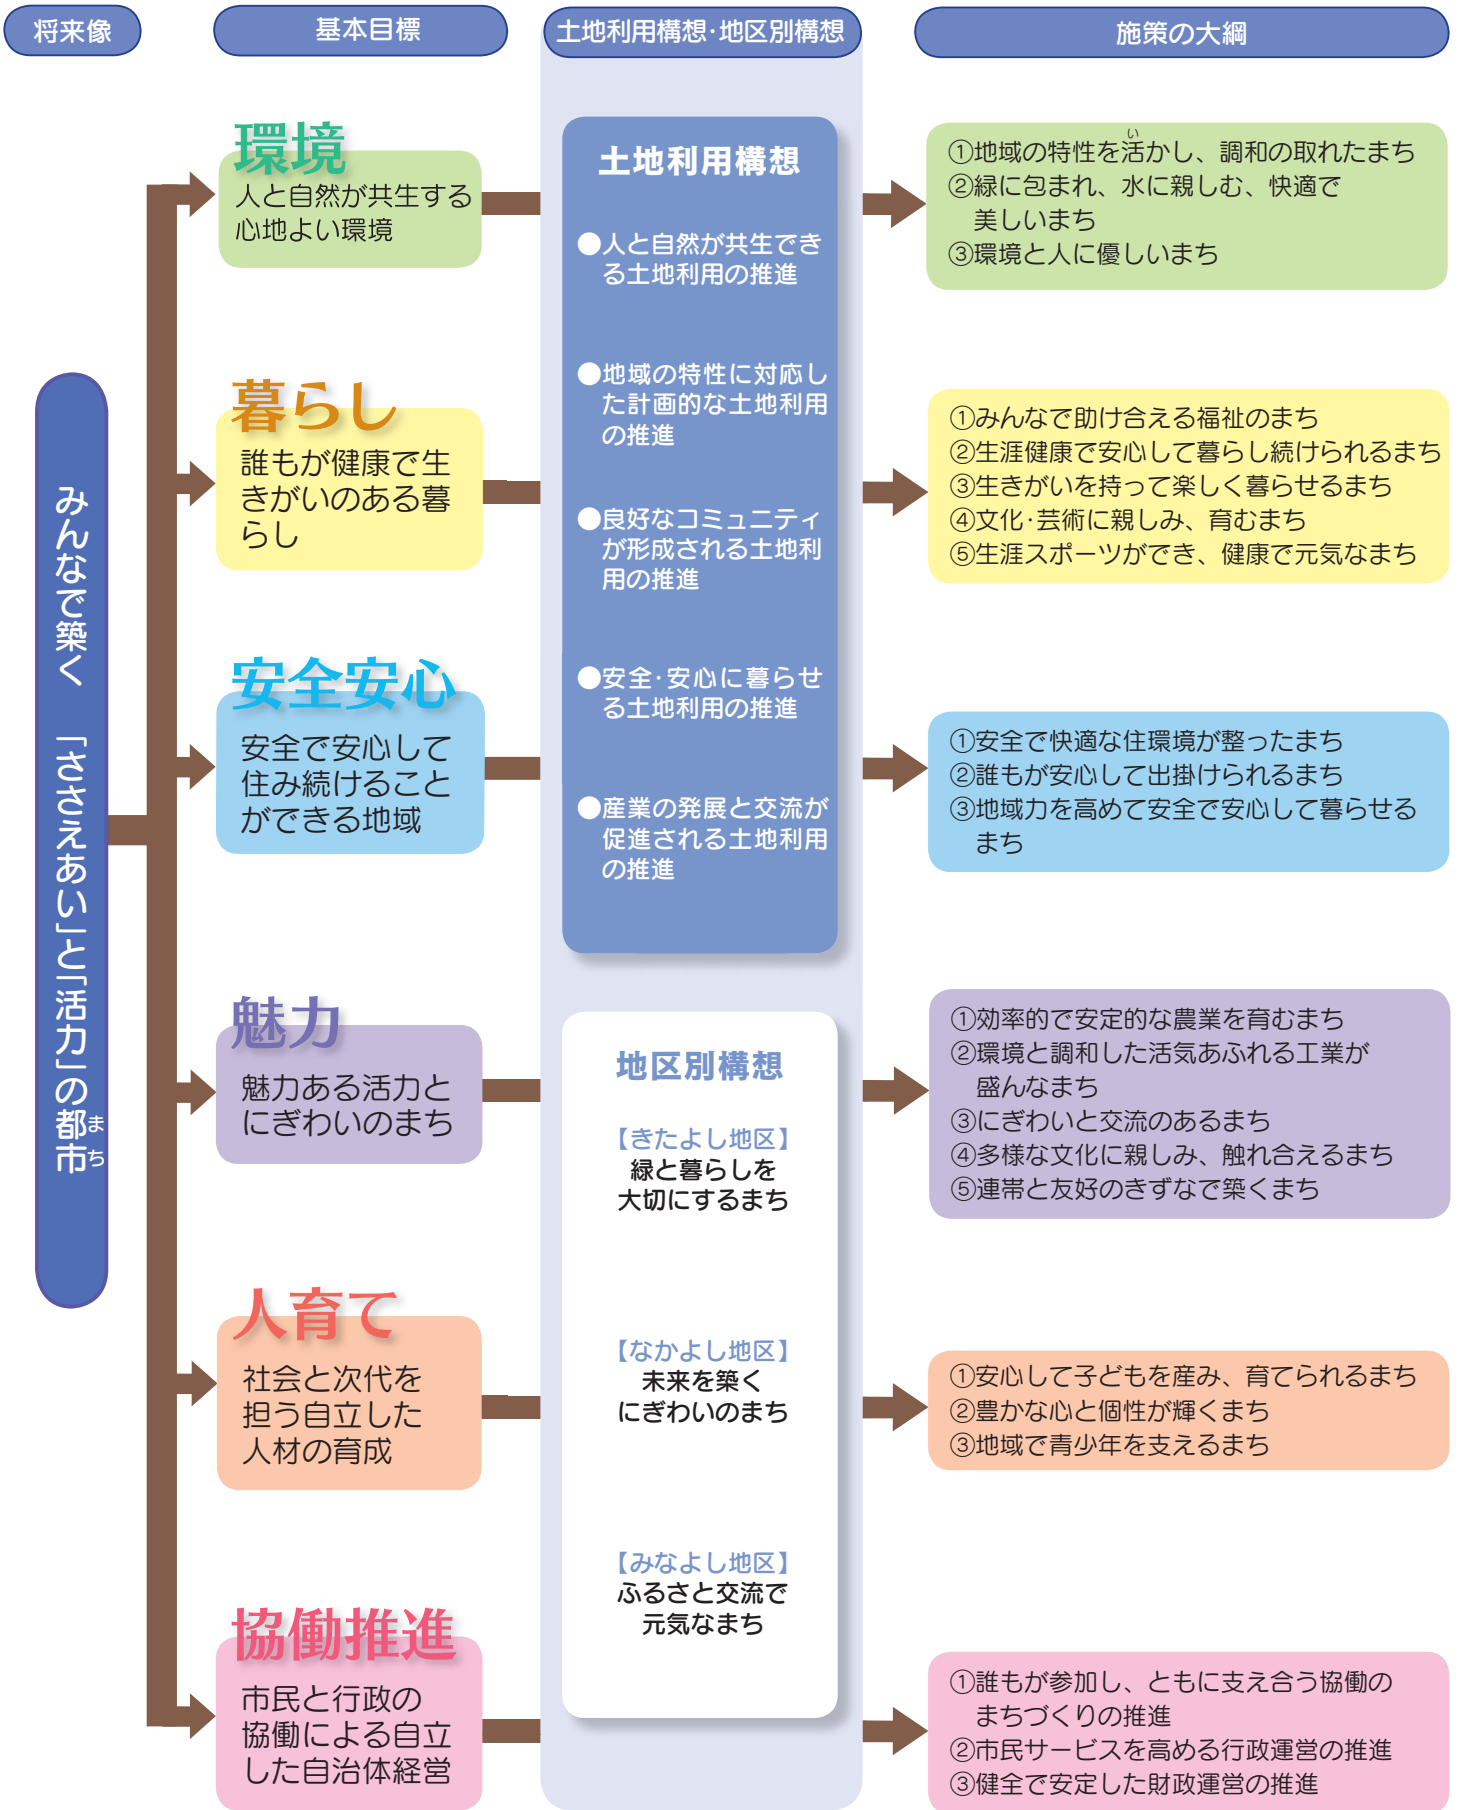 将来像
基本目標
土地利用構想・地区別構想
施策の大綱
みんなで築く 「ささえあい」と「活力」の都市
まち
環境
人と自然が共生する
心地よい環境
暮らし
誰もが健康で生
きがいのある暮
らし
安全安心
安全で安心して
住み続けること
ができる地域
魅力
魅力ある活力と
にぎわいのまち
人育て
社会と次代を
担う自立した
人材の育成
協働推進
市民と行政の
協働による自立
した自治体経営
土地利用構想
●人と自然が共生でき
る土地利用の推進
●地域の特性に対応し
た計画的な土地利用
の推進
●良好なコミュニティ
が形成される土地利
用の推進
●安全・安心に暮らせ
る土地利用の推進
●産業の発展と交流が
促進される土地利用
の推進
地区別構想
【きたよし地区】
緑と暮らしを
大切にするまち
【なかよし地区】
未来を築く
にぎわいのまち
【みなよし地区】
ふるさと交流で
元気なまち
い
①地域の特性を活かし、調和の取れたまち
②緑に包まれ、水に親しむ、快適で
美しいまち
③環境と人に優しいまち
①みんなで助け合える福祉のまち
②生涯健康で安心して暮らし続けられるまち
③生きがいを持って楽しく暮らせるまち
④文化・芸術に親しみ、育むまち
⑤生涯スポーツができ、健康で元気なまち
①安全で快適な住環境が整ったまち
②誰もが安心して出掛けられるまち
③地域力を高めて安全で安心して暮らせる
まち
①効率的で安定的な農業を育むまち
②環境と調和した活気あふれる工業が
盛んなまち
③にぎわいと交流のあるまち
④多様な文化に親しみ、触れ合えるまち
⑤連帯と友好のきずなで築くまち
①安心して子どもを産み、育てられるまち
②豊かな心と個性が輝くまち
③地域で青少年を支えるまち
①誰もが参加し、ともに支え合う協働の
まちづくりの推進
②市民サービスを高める行政運営の推進
③健全で安定した財政運営の推進